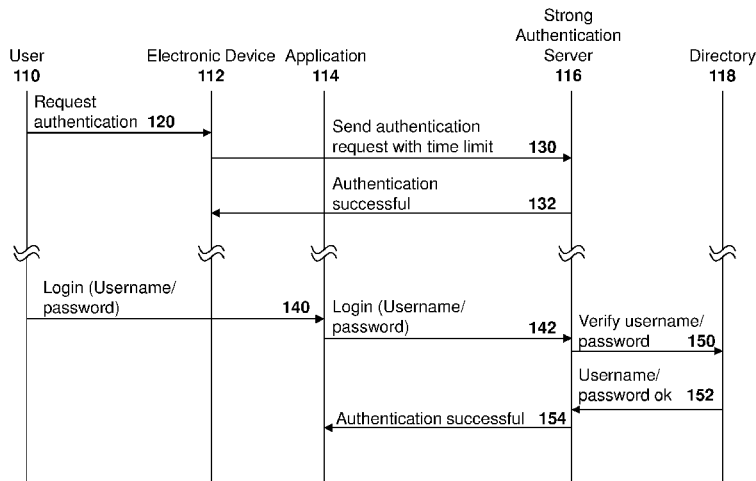 Strong
Authentication
User Electronic Device Application Server Directory
110 112 114 116 118
Request
authentication 120
Send authentication
request with time limit 130
Authentication
successful 132
Login (Username/
password) 140
Login (Username/
password) 142
Verify username/
password 150
Username/
password ok 152
Authentication successful 154